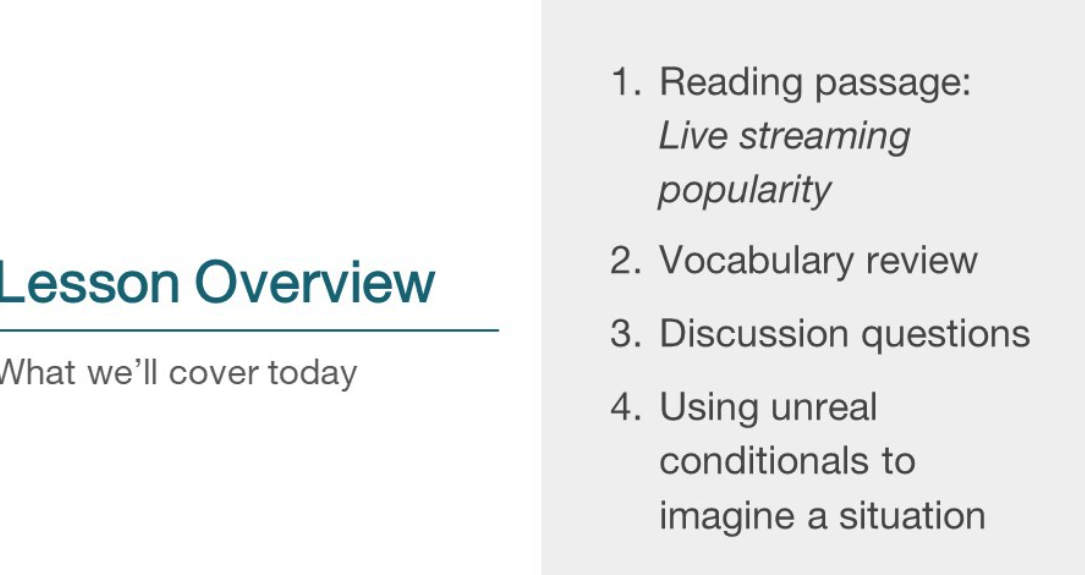 Lesson Overview
What we'll cover today
1. Reading passage:
Live streaming
popularity
2. Vocabulary review
3. Discussion questions
4. Using unreal
conditionals to
imagine a situation